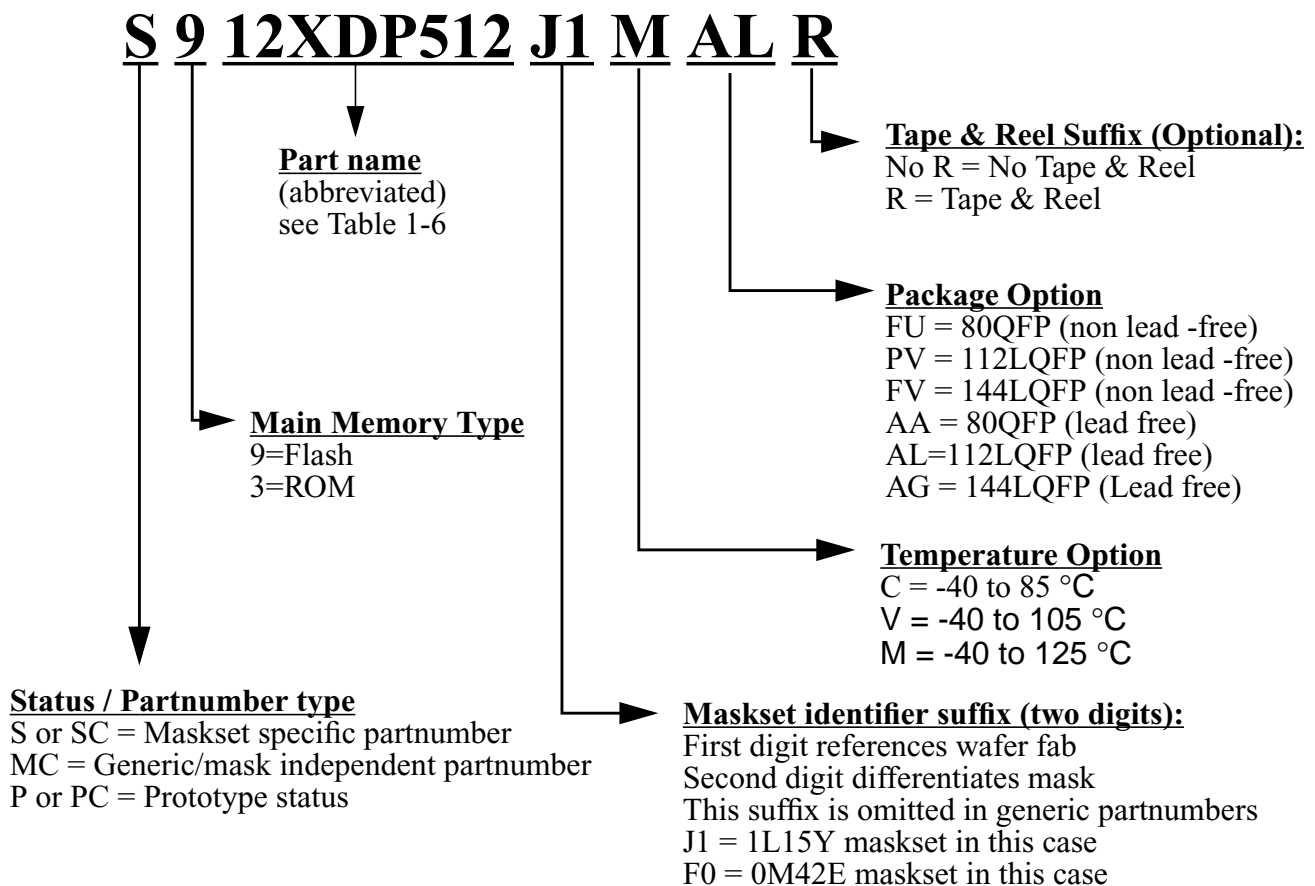 S 9 12XDP512 J1 M AL R
Tape & Reel Suffix (Optional):
No R = No Tape & Reel
R = Tape & Reel
Part name
(abbreviated)
see Table 1-6
Package Option
FU = 80QFP (non lead -free)
PV = 112LQFP (non lead -free)
FV = 144LQFP (non lead -free)
AA = 80QFP (lead free)
AL=112LQFP (lead free)
AG = 144LQFP (Lead free)
Main Memory Type
9=Flash
3=ROM
Temperature Option
C = -40 to 85 °C
V = -40 to 105 °C
M = -40 to 125 °C
Status / Partnumber type
S or SC = Maskset specific partnumber
MC = Generic/mask independent partnumber
P or PC = Prototype status
Maskset identifier suffix (two digits):
First digit references wafer fab
Second digit differentiates mask
This suffix is omitted in generic partnumbers
J1 = 1L15Y maskset in this case
F0 = 0M42E maskset in this case